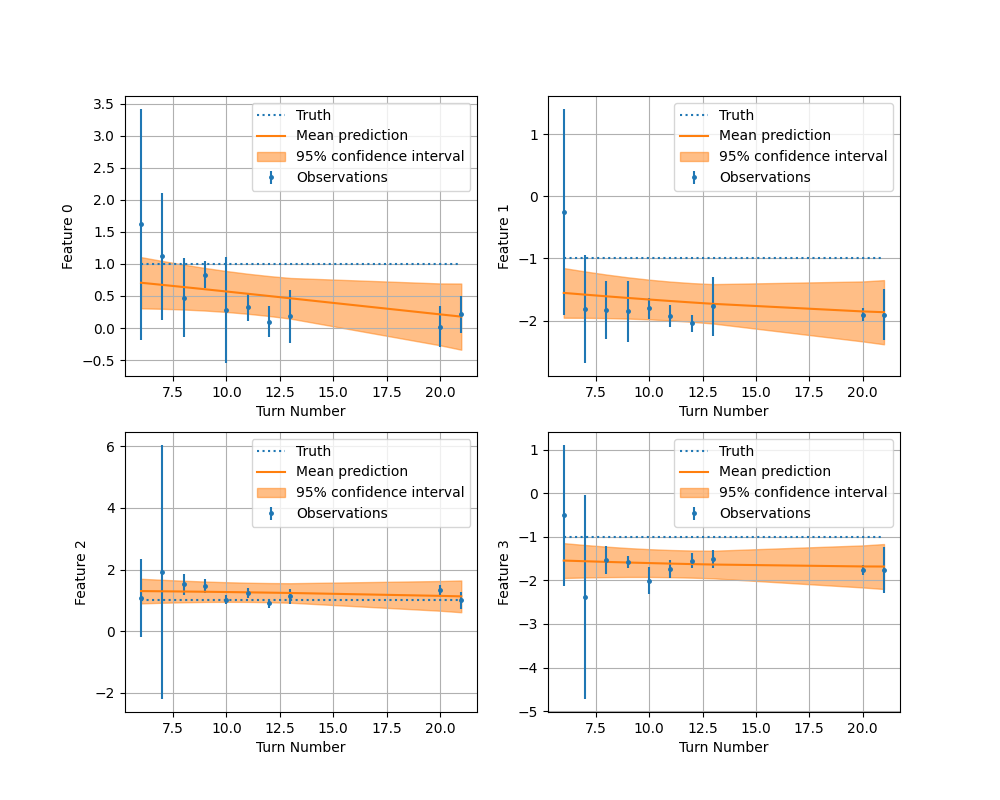 Feature 0
3.5
3.0
2.5
2.0
1.5
1.0
0.5
0.0
−0.5
7.5 10.0 12.5 15.0 17.5 20.0
Turn Number
Truth
Mean prediction
95% confidence interval
Observations
Feature 1
1
0
−1
−2
7.5 10.0 12.5 15.0 17.5 20.0
Turn Number
Truth
Mean prediction
95% confidence interval
Observations
Feature 2
6
4
2
0
−2
7.5 10.0 12.5 15.0 17.5 20.0
Turn Number
Truth
Mean prediction
95% confidence interval
Observations
Feature 3
1
0
−1
−2
−3
−4
−5
7.5 10.0 12.5 15.0 17.5 20.0
Turn Number
Truth
Mean prediction
95% confidence interval
Observations